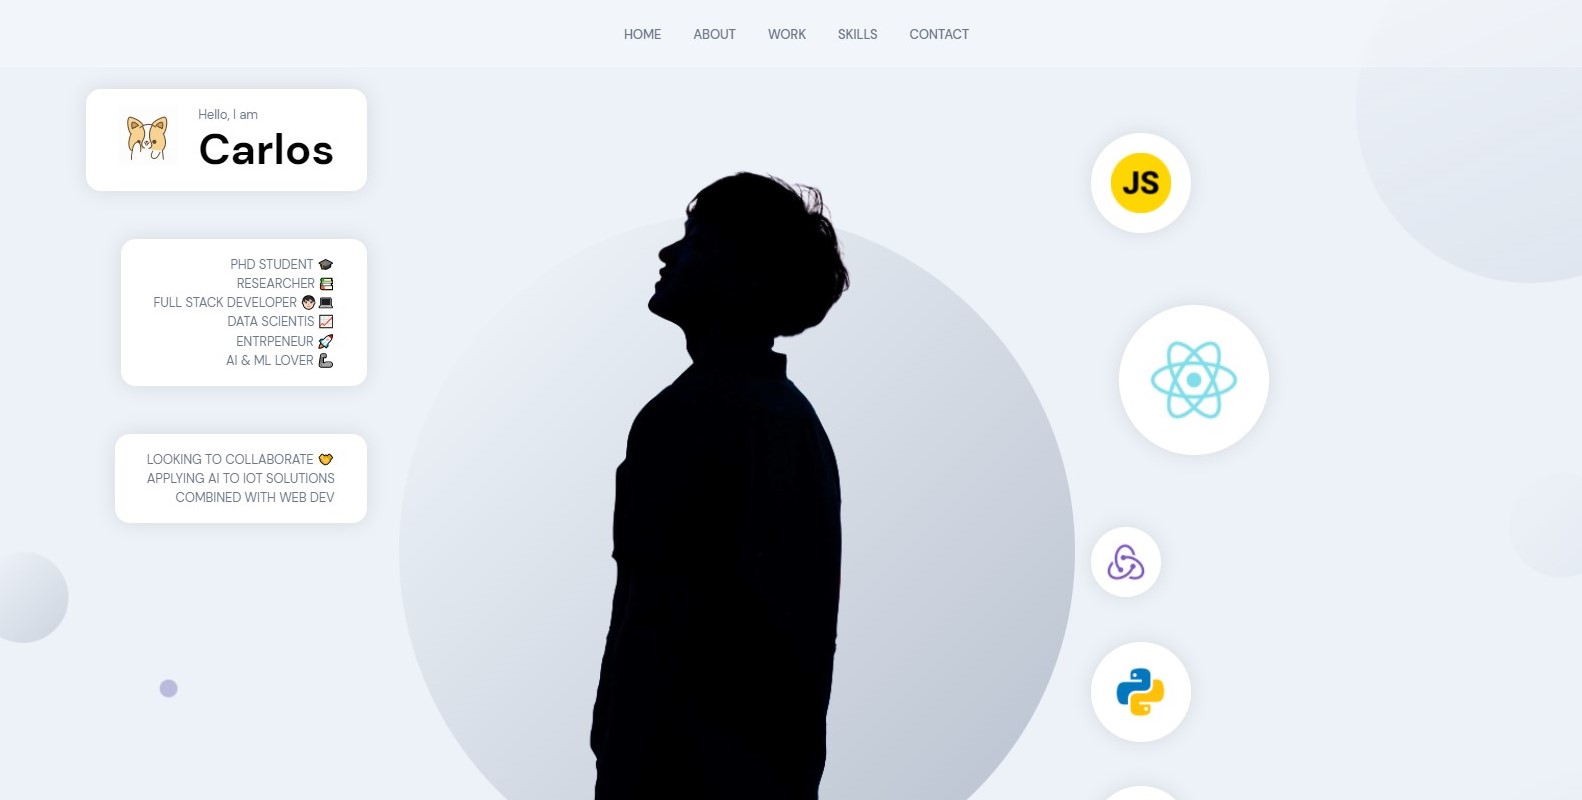 HOME ABOUT WORK SKILLS CONTACT
Hello, I am
Carlos
PHD STUDENT 🎓
RESEARCHER 📚
FULL STACK DEVELOPER 👨🏻‍💻
DATA SCIENTIS 📈
ENTRPENEUR 🚀
AI & ML LOVER 🦾
LOOKING TO COLLABORATE 🤝
APPLYING AI TO IOT SOLUTIONS
COMBINED WITH WEB DEV
JS